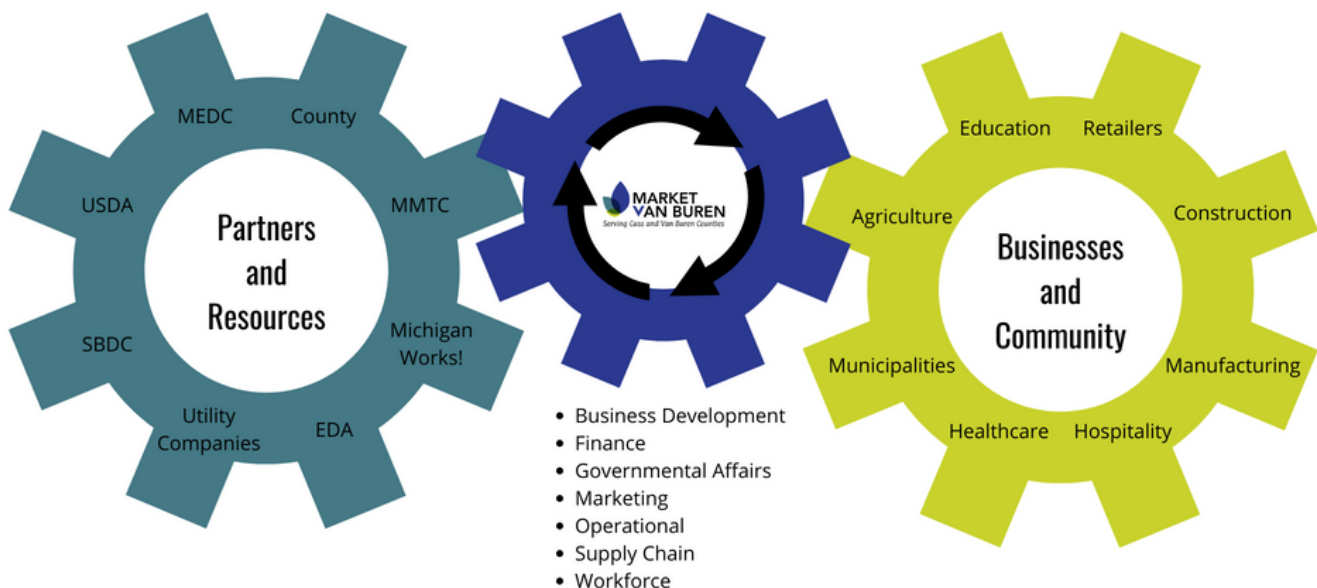 MEDC
County
USDA
MMTC
Partners
and
Resources
SBDC
Michigan
Works!
Utility
Companies
EDA
MARKET
VAN BUREN
Serving Cass and Van Buren Counties
• Business Development
• Finance
• Governmental Affairs
• Marketing
• Operational
• Supply Chain
• Workforce
Education
Retailers
Agriculture
Construction
Businesses
and
Community
Municipalities
Manufacturing
Healthcare
Hospitality